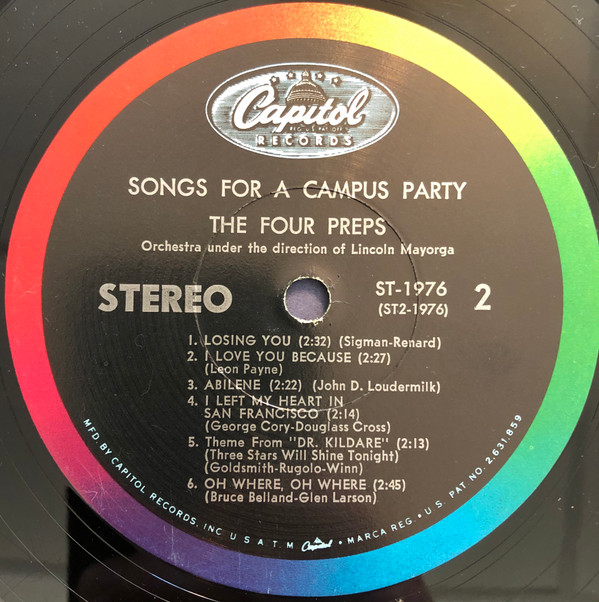 Capitol
REG. U.S. PAT. OFF.
RECORDS
SONGS FOR A CAMPUS PARTY
THE FOUR PREPS
Orchestra under the direction of Lincoln Mayorga
STEREO
ST-1976
(ST2-1976)
2
1. LOSING YOU (2:32) (Sigman-Renard)
2. I LOVE YOU BECAUSE (2:27)
(Leon Payne)
3. ABILENE (2:22) (John D. Loudermilk)
4. I LEFT MY HEART IN
SAN FRANCISCO (2:14)
(George Cory-Douglass Cross)
5. Theme From "DR. KILDARE" (2:13)
(Three Stars Will Shine Tonight)
(Goldsmith-Rugolo-Winn)
6. OH WHERE, OH WHERE (2:45)
(Bruce Belland-Glen Larson)
MFD. BY CAPITOL RECORDS, INC U S A T. M Capitol • MARCA REG. • U. S. PAT NO. 2,631,859